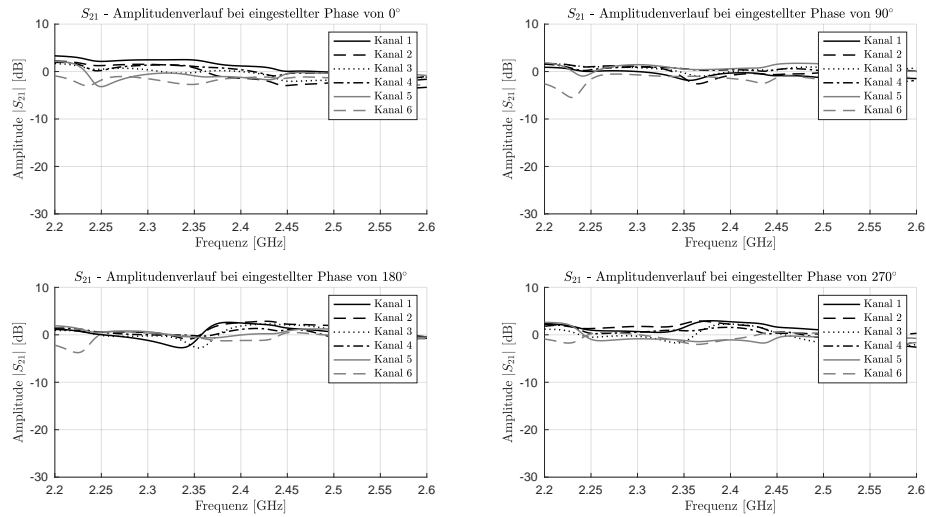 S₂₁ - Amplitudenverlauf bei eingestellter Phase von 0°
Amplitude |S₂₁| [dB]
10
0
-10
-20
-30
2.2 2.25 2.3 2.35 2.4 2.45 2.5 2.55 2.6
Frequenz [GHz]
Kanal 1
Kanal 2
Kanal 3
Kanal 4
Kanal 5
Kanal 6
S₂₁ - Amplitudenverlauf bei eingestellter Phase von 90°
Amplitude |S₂₁| [dB]
10
0
-10
-20
-30
2.2 2.25 2.3 2.35 2.4 2.45 2.5 2.55 2.6
Frequenz [GHz]
Kanal 1
Kanal 2
Kanal 3
Kanal 4
Kanal 5
Kanal 6
S₂₁ - Amplitudenverlauf bei eingestellter Phase von 180°
Amplitude |S₂₁| [dB]
10
0
-10
-20
-30
2.2 2.25 2.3 2.35 2.4 2.45 2.5 2.55 2.6
Frequenz [GHz]
Kanal 1
Kanal 2
Kanal 3
Kanal 4
Kanal 5
Kanal 6
S₂₁ - Amplitudenverlauf bei eingestellter Phase von 270°
Amplitude |S₂₁| [dB]
10
0
-10
-20
-30
2.2 2.25 2.3 2.35 2.4 2.45 2.5 2.55 2.6
Frequenz [GHz]
Kanal 1
Kanal 2
Kanal 3
Kanal 4
Kanal 5
Kanal 6